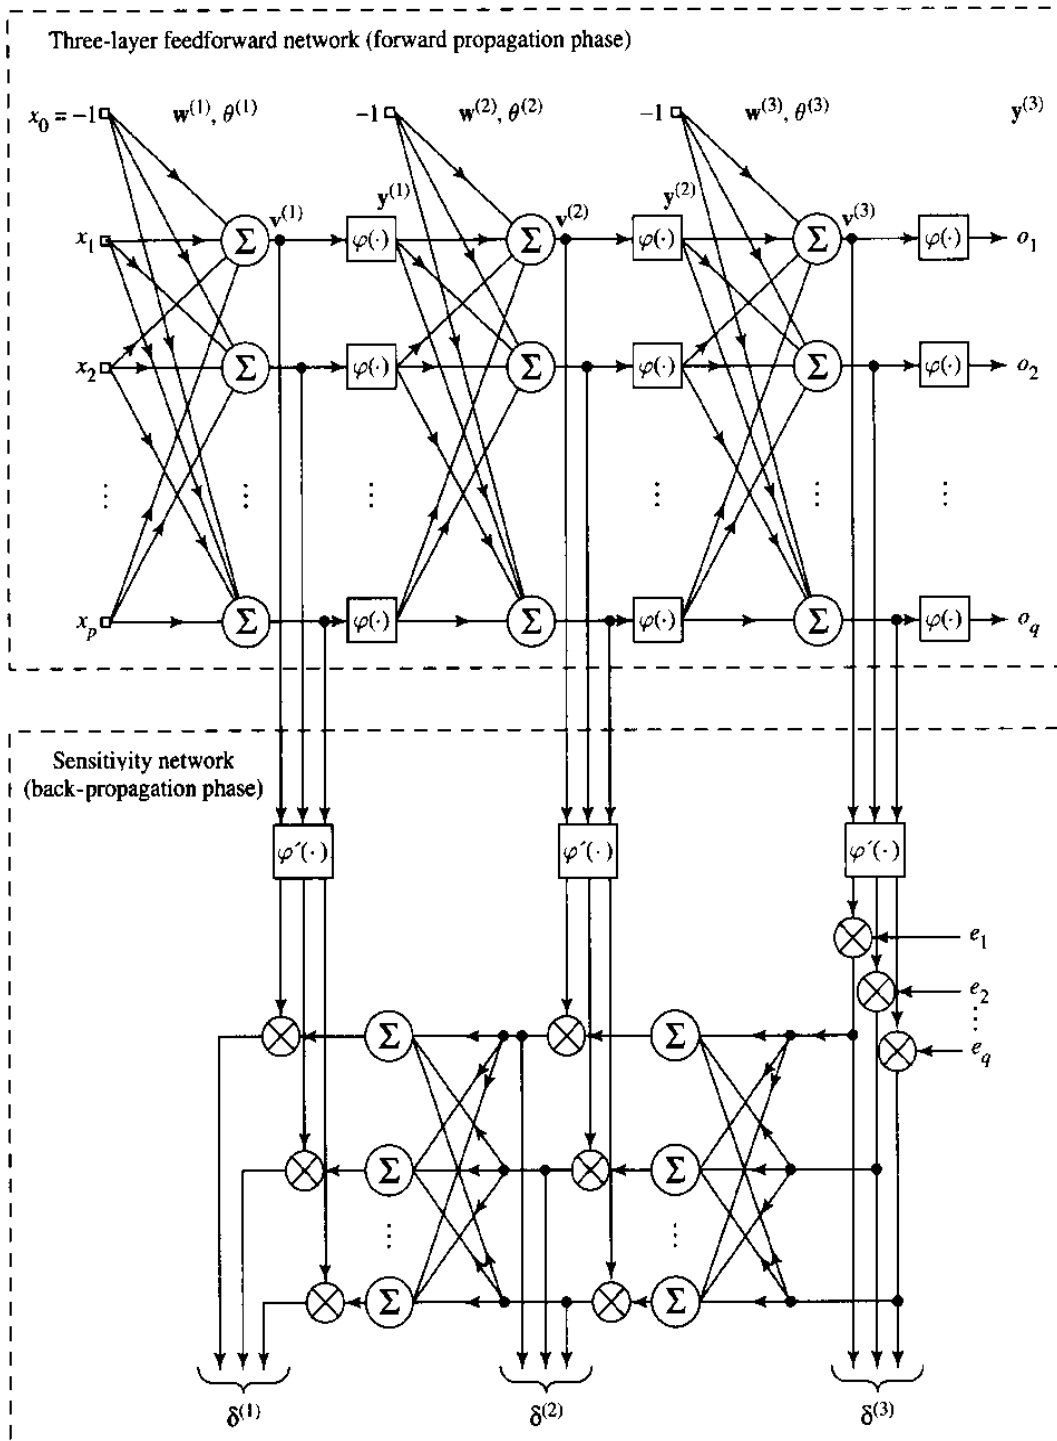 Three-layer feedforward network (forward propagation phase)
x₀ = −1 w⁽¹⁾, θ⁽¹⁾ −1 w⁽²⁾, θ⁽²⁾ −1 w⁽³⁾, θ⁽³⁾ y⁽³⁾
v⁽¹⁾ y⁽¹⁾ v⁽²⁾ y⁽²⁾ v⁽³⁾
x₁ Σ φ(·) Σ φ(·) Σ φ(·) o₁
x₂ Σ φ(·) Σ φ(·) Σ φ(·) o₂
⋮ ⋮ ⋮ ⋮ ⋮ ⋮
xₚ Σ φ(·) Σ φ(·) Σ φ(·) o_q
Sensitivity network
(back-propagation phase)
φ′(·) φ′(·) φ′(·)
e₁
e₂
⋮
Σ Σ
e_q
Σ Σ
⋮ ⋮
Σ Σ
δ⁽¹⁾ δ⁽²⁾ δ⁽³⁾